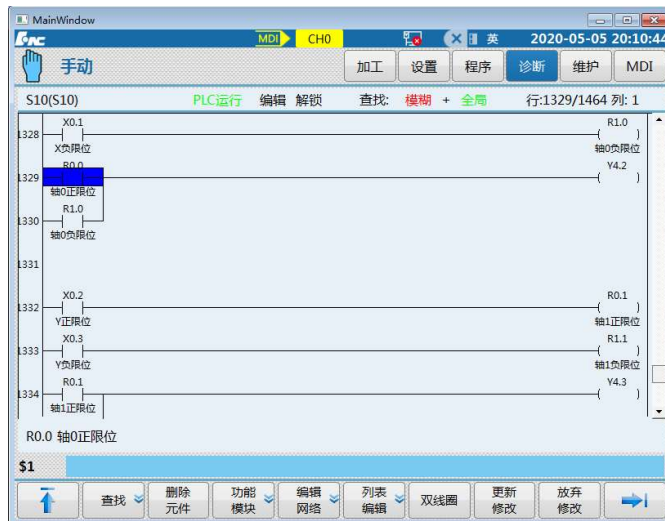 MainWindow
MDI CH0 英 2020-05-05 20:10:44
手动 加工 设置 程序 诊断 维护 MDI
S10(S10) PLC运行 编辑 解锁 查找: 模糊 + 全局 行:1329/1464 列: 1
X0.1 R1.0
1328 ( )
X负限位 轴0负限位
R0.0 Y4.2
1329 ( )
轴0正限位
R1.0
1330
轴0负限位
1331
X0.2 R0.1
1332 ( )
Y正限位 轴1正限位
X0.3 R1.1
1333 ( )
Y负限位 轴1负限位
R0.1 Y4.3
1334 ( )
轴1正限位
R0.0 轴0正限位
$1
查找 删除 功能 编辑 列表 双线圈 更新 放弃
元件 模块 网络 编辑 修改 修改